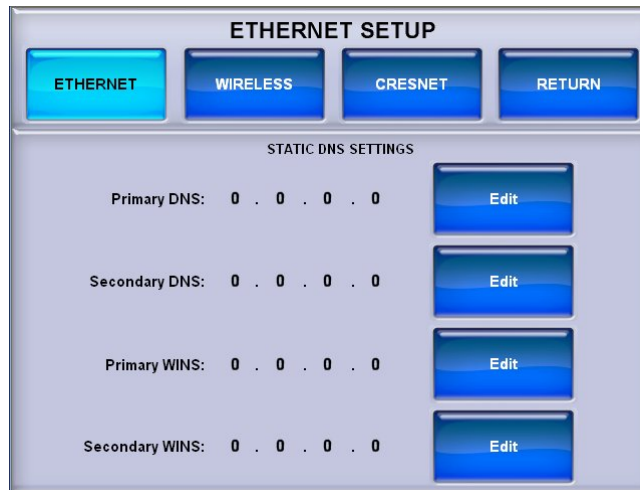 ETHERNET SETUP
ETHERNET WIRELESS CRESNET RETURN
STATIC DNS SETTINGS
Primary DNS: 0 . 0 . 0 . 0 Edit
Secondary DNS: 0 . 0 . 0 . 0 Edit
Primary WINS: 0 . 0 . 0 . 0 Edit
Secondary WINS: 0 . 0 . 0 . 0 Edit